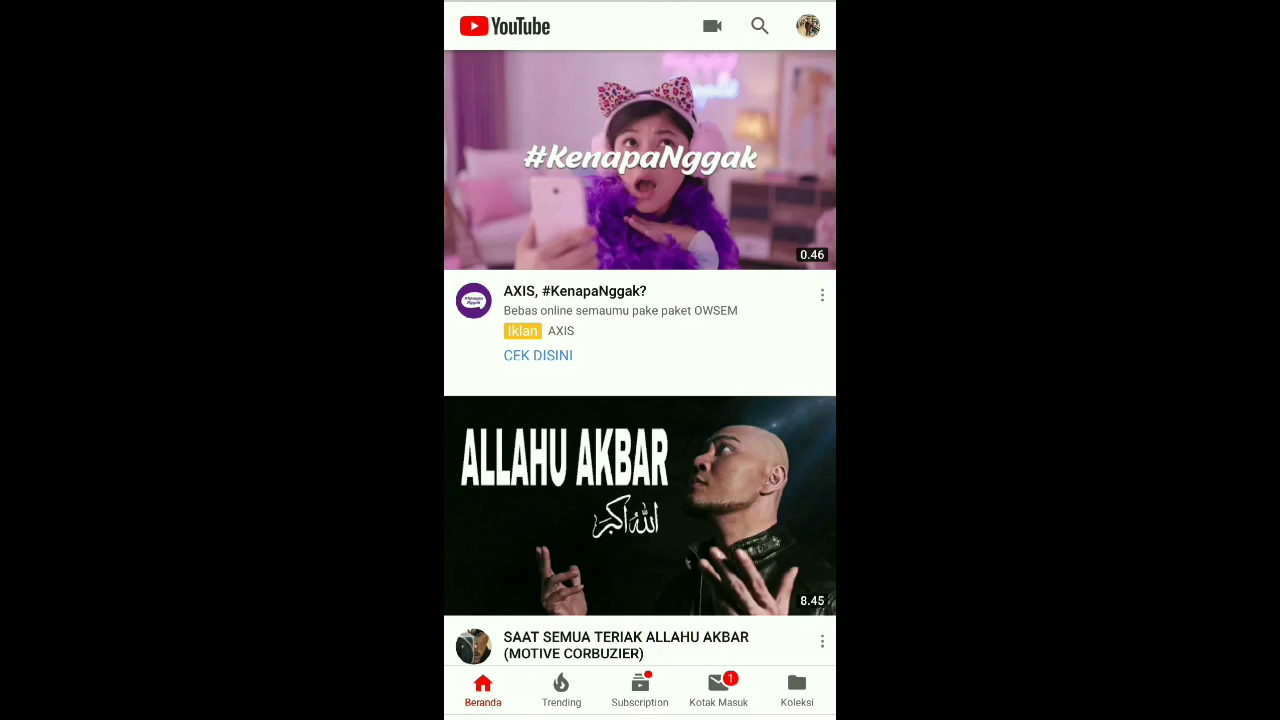 YouTube
#KenapaNggak
0.46
AXIS, #KenapaNggak?
Bebas online semaumu pake paket OWSEM
Iklan AXIS
CEK DISINI
ALLAHU AKBAR
الله اكبر
8.45
SAAT SEMUA TERIAK ALLAHU AKBAR
(MOTIVE CORBUZIER)
1
Beranda Trending Subscription Kotak Masuk Koleksi